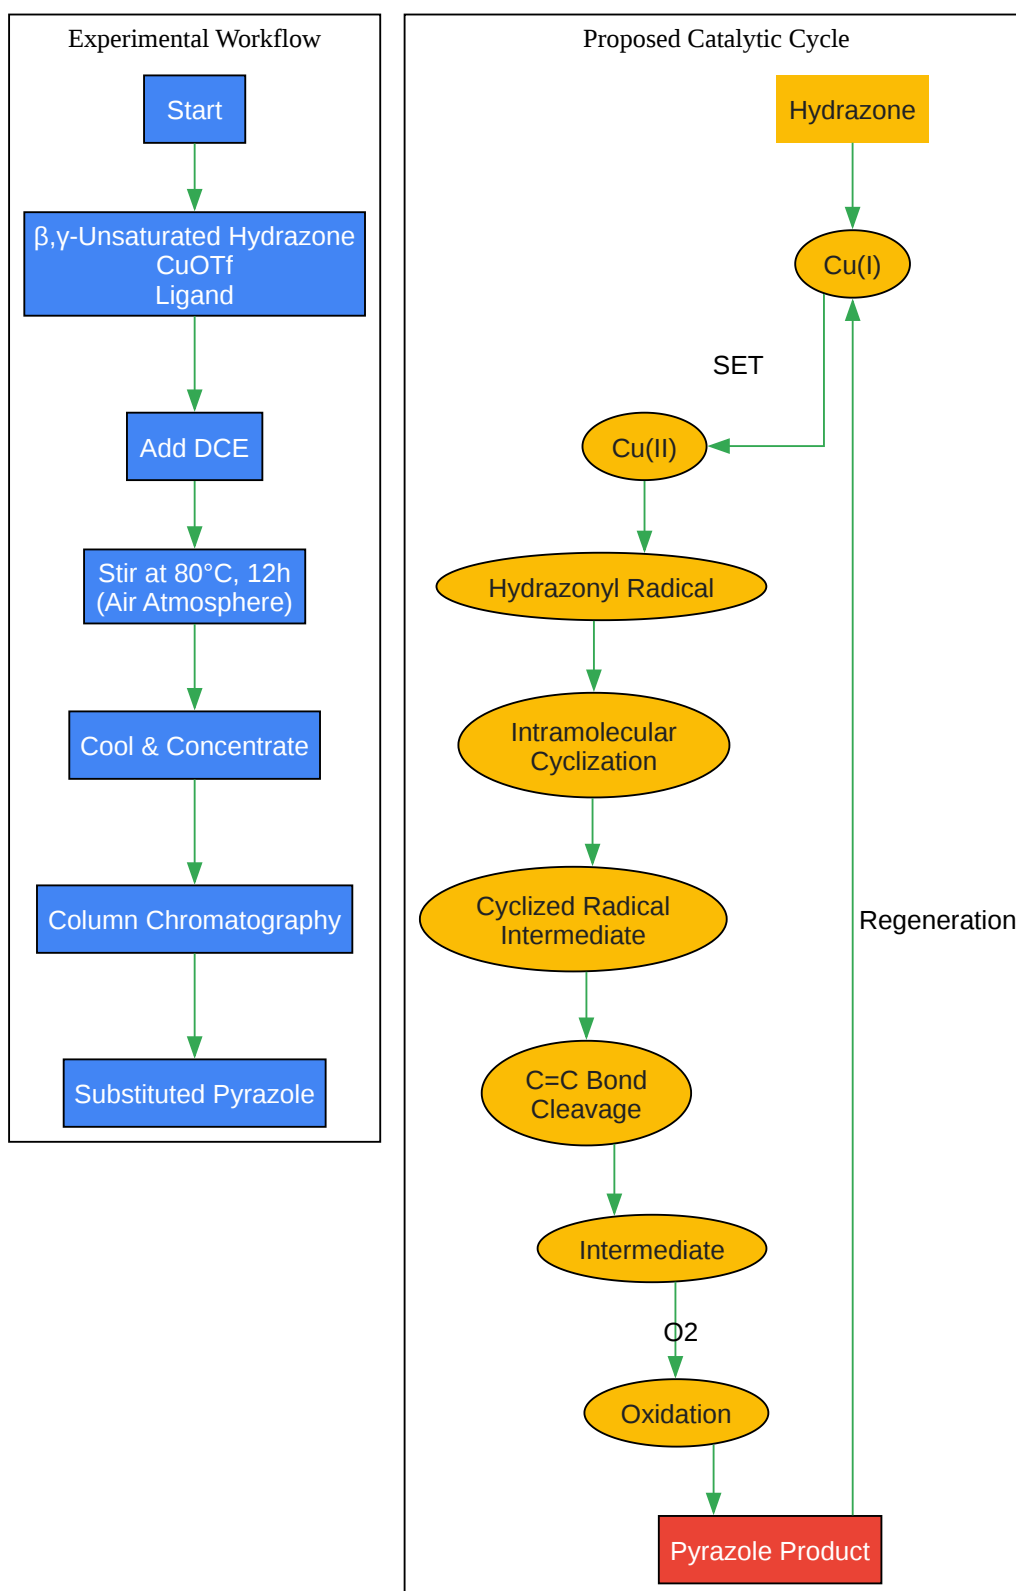 Experimental Workflow
Start
β,γ-Unsaturated Hydrazone
CuOTf
Ligand
Add DCE
Stir at 80°C, 12h
(Air Atmosphere)
Cool & Concentrate
Column Chromatography
Substituted Pyrazole
Proposed Catalytic Cycle
Hydrazone
Cu(I)
SET
Cu(II)
Hydrazonyl Radical
Intramolecular
Cyclization
Cyclized Radical
Intermediate
Regeneration
C=C Bond
Cleavage
Intermediate
O2
Oxidation
Pyrazole Product